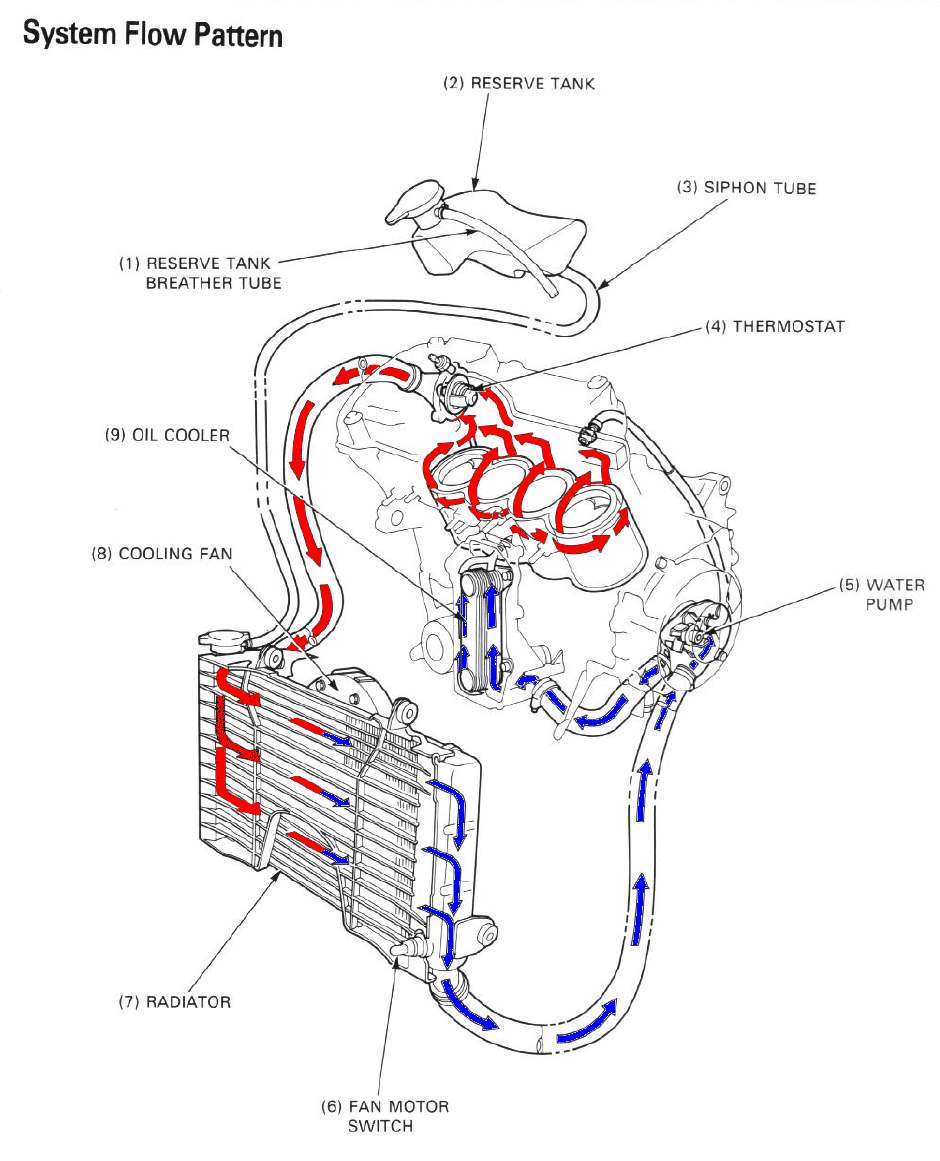 System Flow Pattern
(2) RESERVE TANK
(3) SIPHON TUBE
(1) RESERVE TANK
BREATHER TUBE
(4) THERMOSTAT
(9) OIL COOLER
(8) COOLING FAN
(5) WATER
PUMP
(7) RADIATOR
(6) FAN MOTOR
SWITCH